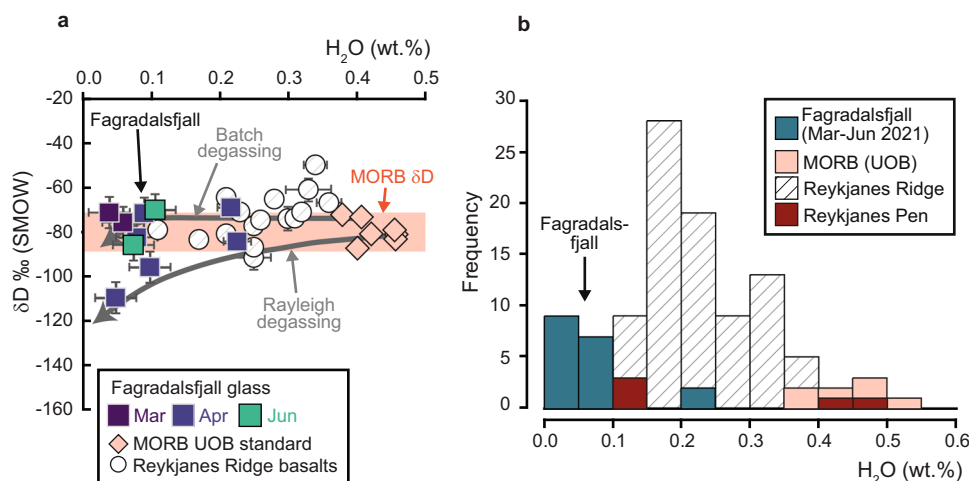 a
H2O (wt.%)
0.0 0.1 0.2 0.3 0.4 0.5
-20
-40
-60
-80
-100
-120
-140
-160
δD ‰ (SMOW)
Fagradalsfjall
Batch
degassing
MORB δD
Rayleigh
degassing
Fagradalsfjall glass
Mar Apr Jun
MORB UOB standard
Reykjanes Ridge basalts
b
30
20
10
0
Frequency
Fagradals-
fjall
Fagradalsfjall
(Mar-Jun 2021)
MORB (UOB)
Reykjanes Ridge
Reykjanes Pen
0.0 0.1 0.2 0.3 0.4 0.5 0.6
H2O (wt.%)